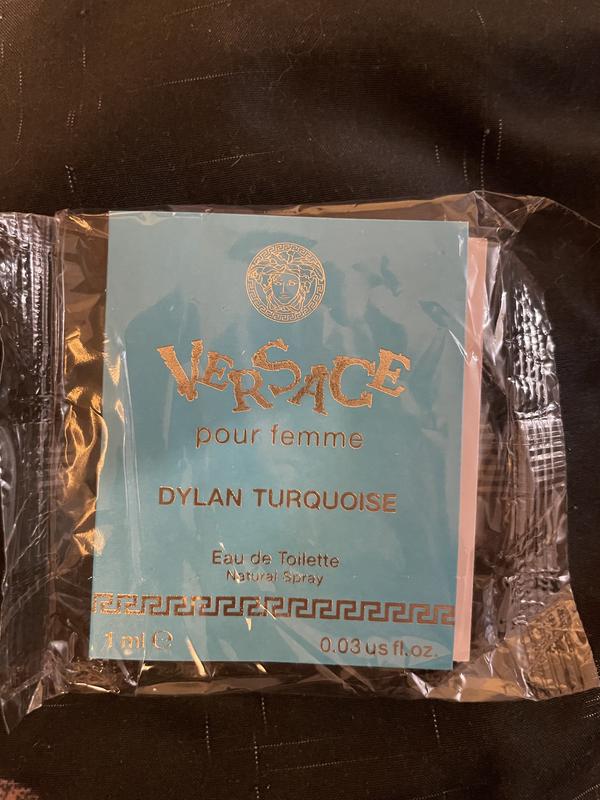 VERSACE
pour femme
DYLAN TURQUOISE
Eau de Toilette
Natural Spray
1 ml ℮
0.03 us fl.oz.